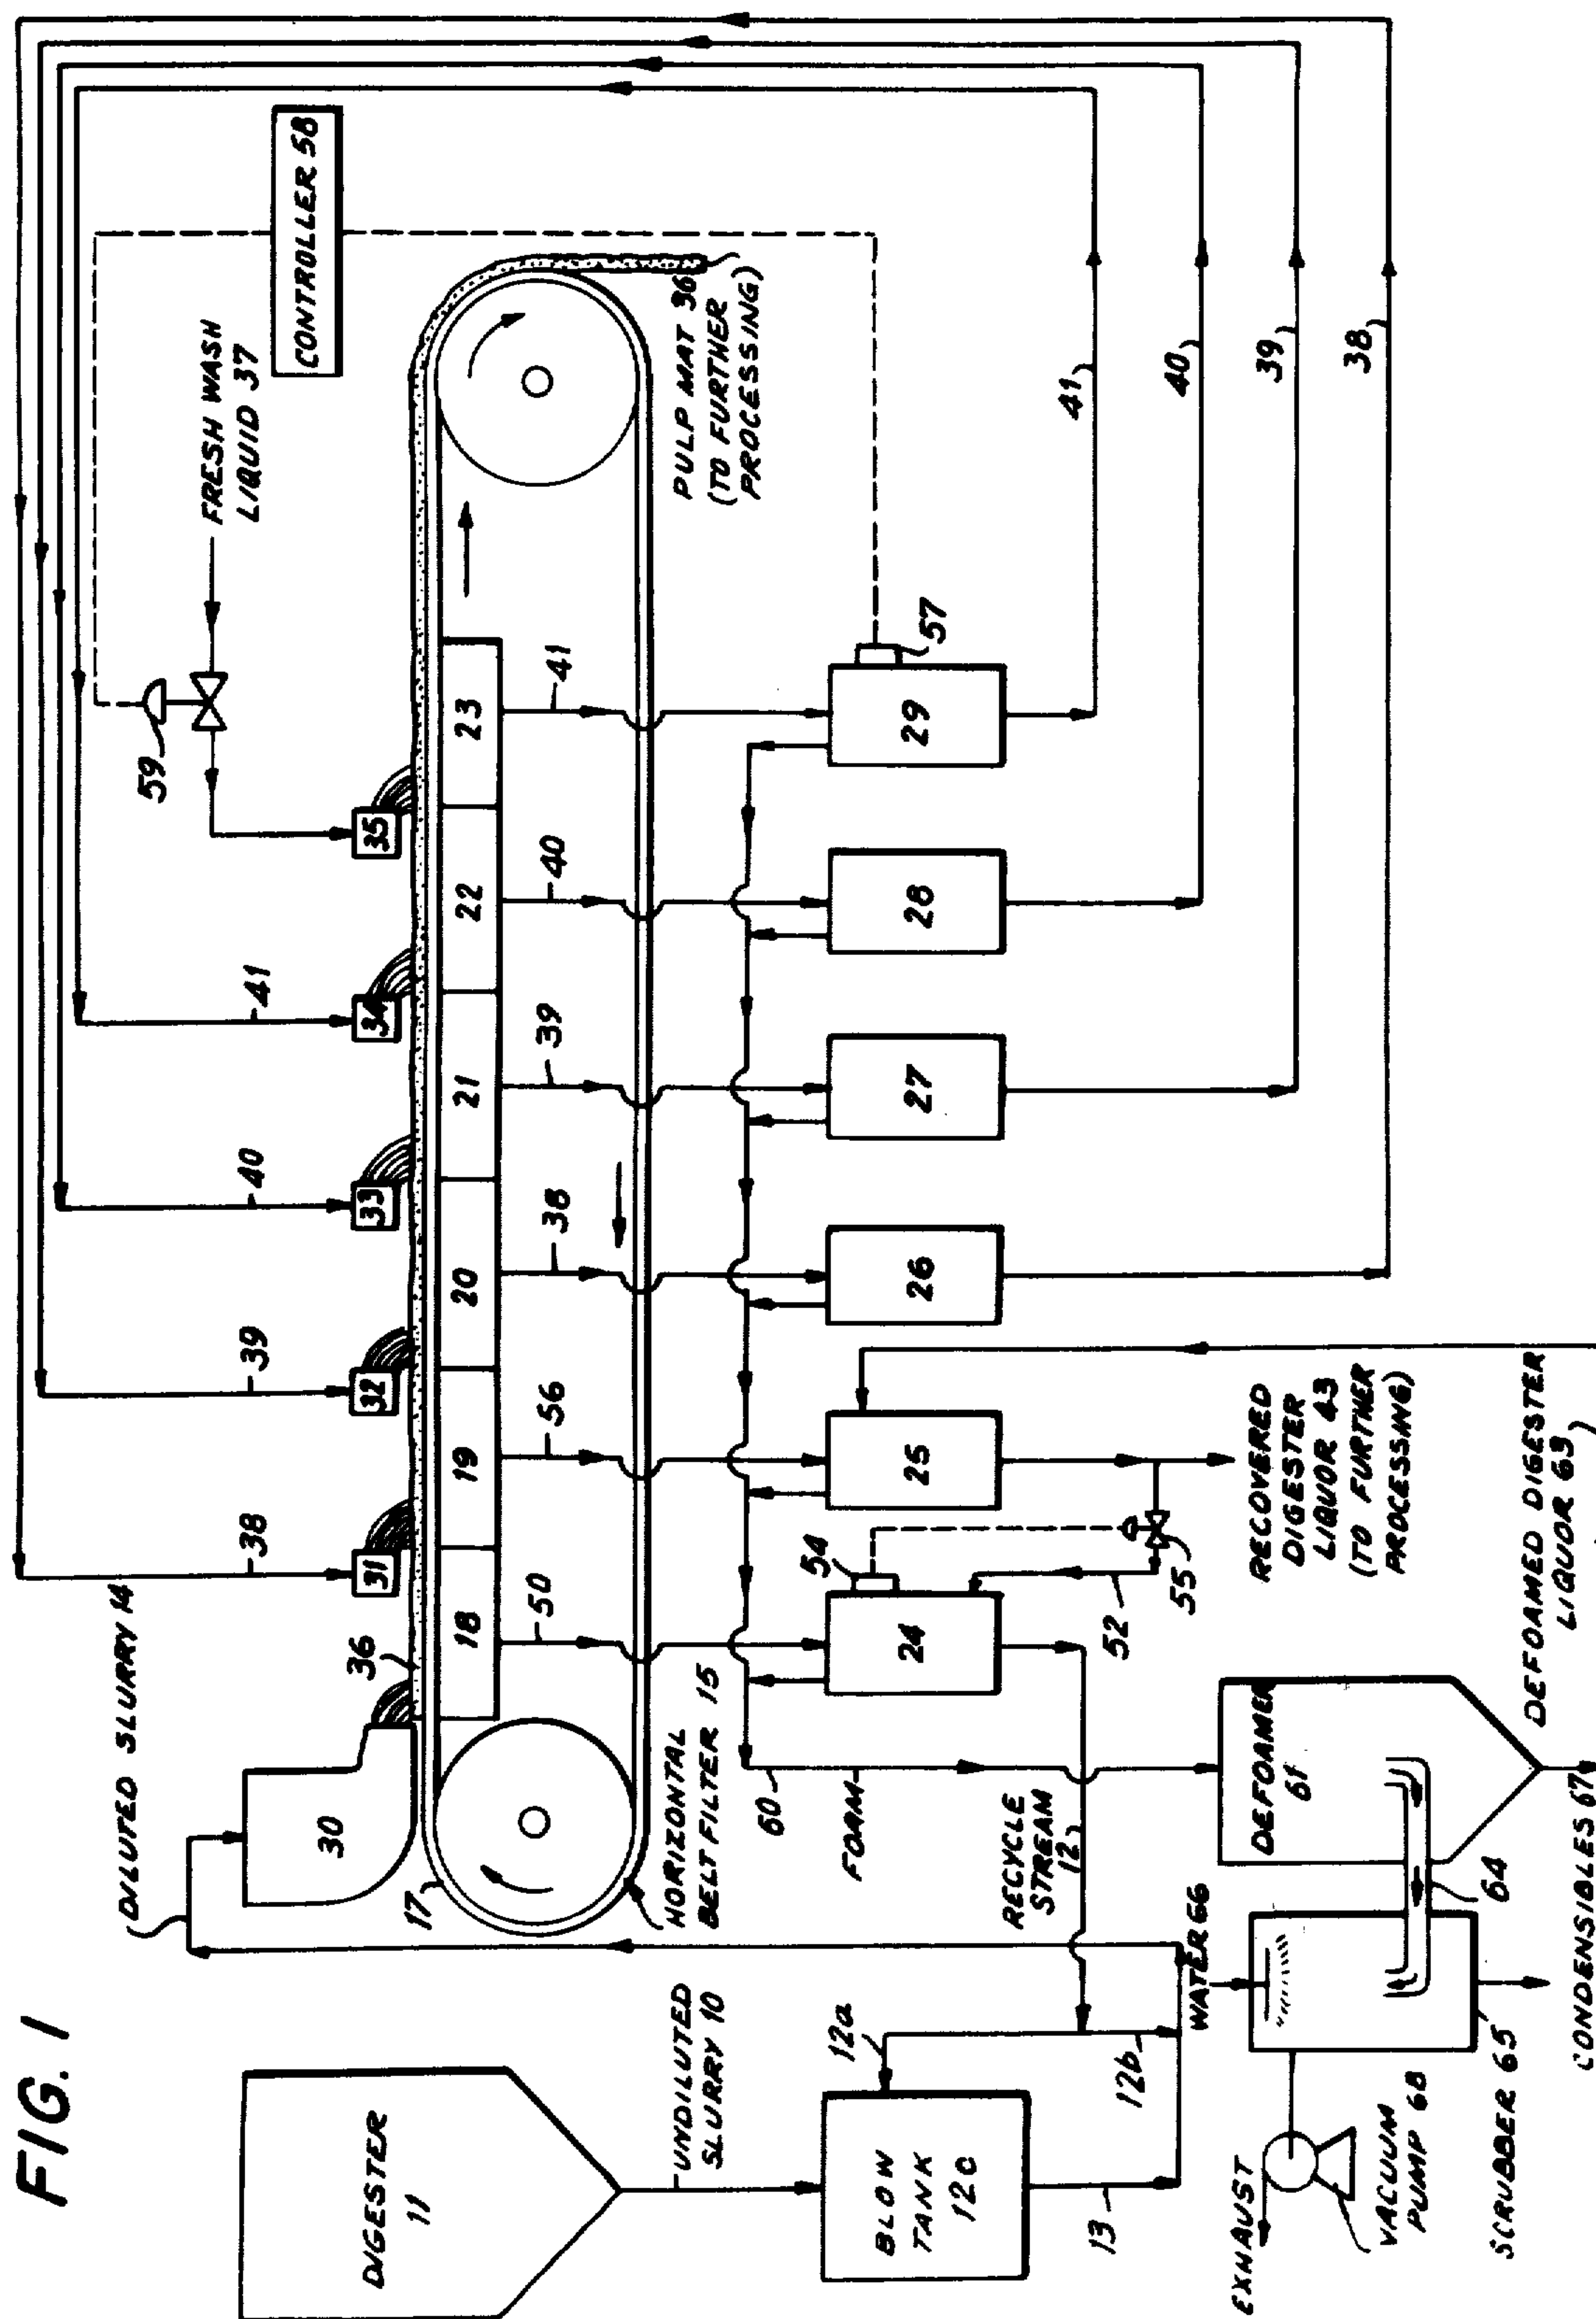 FIG. 1
DIGESTER
11
UNDILUTED
SLURRY 10
BLOW
TANK
12c
12a
12b
13
DILUTED SLURRY 14
30
36
17
HORIZONTAL
BELT FILTER 15
31
32
33
34
35
38
39
40
41
59
FRESH WASH
LIQUID 37
CONTROLLER 58
18
19
20
21
22
23
50
56
38
39
40
41
PULP MAT 36
(TO FURTHER
PROCESSING)
24
25
26
27
28
29
54
57
52
55
60
FOAM
RECYCLE
STREAM
12
RECOVERED
DIGESTER
LIQUOR 43
(TO FURTHER
PROCESSING)
41
40
39
38
DEFOAMER
61
DEFOAMED DIGESTER
LIQUOR 63
64
WATER 66
EXHAUST
VACUUM
PUMP 68
SCRUBBER 65
CONDENSIBLES 67